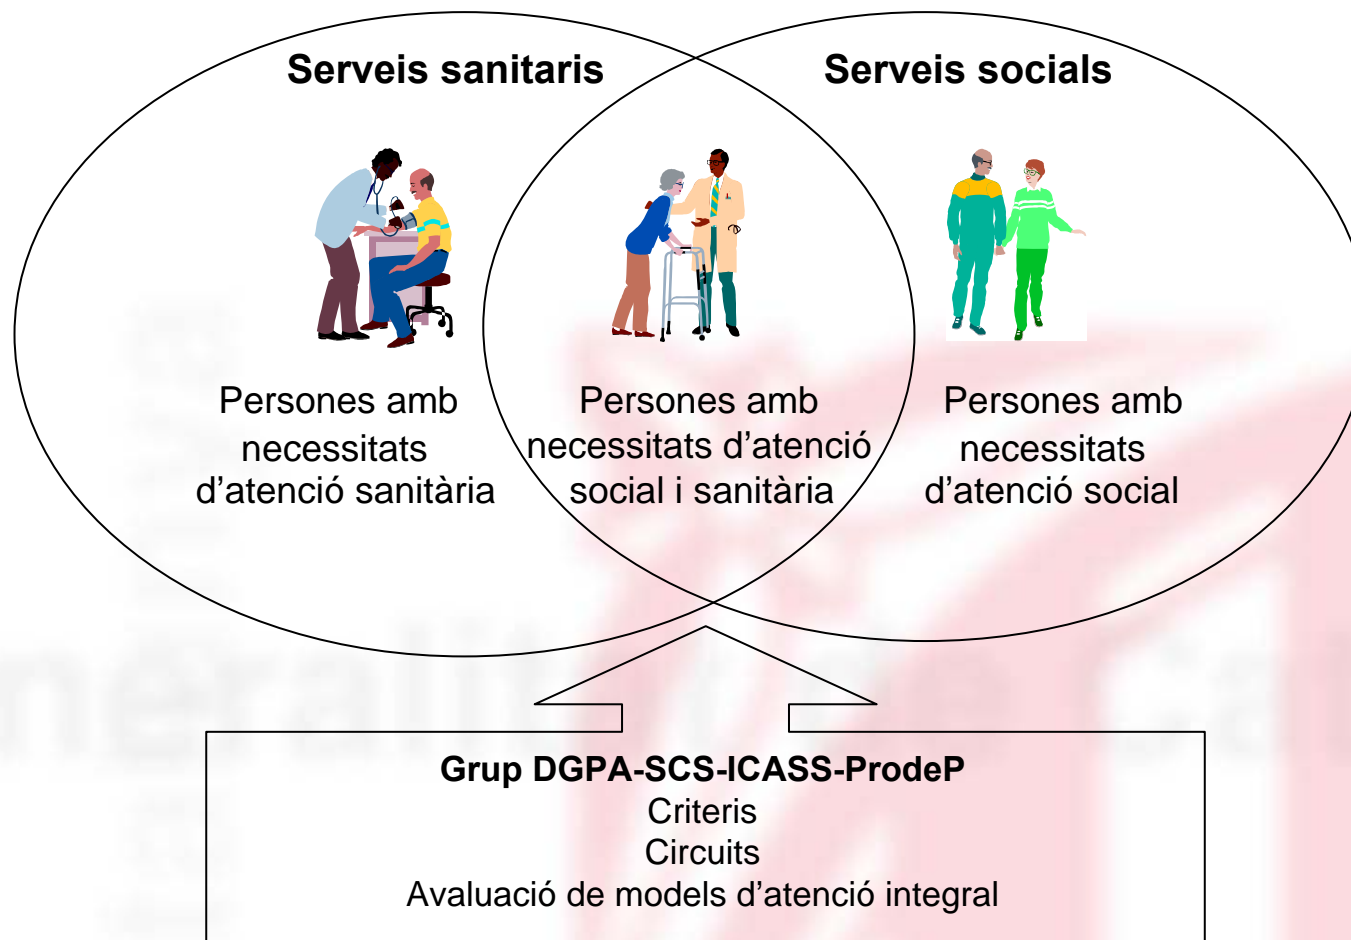 Serveis sanitaris
Serveis socials
Persones amb
necessitats
d’atenció sanitària
Persones amb
necessitats d’atenció
social i sanitària
Persones amb
necessitats
d’atenció social
Grup DGPA-SCS-ICASS-ProdeP
Criteris
Circuits
Avaluació de models d’atenció integral